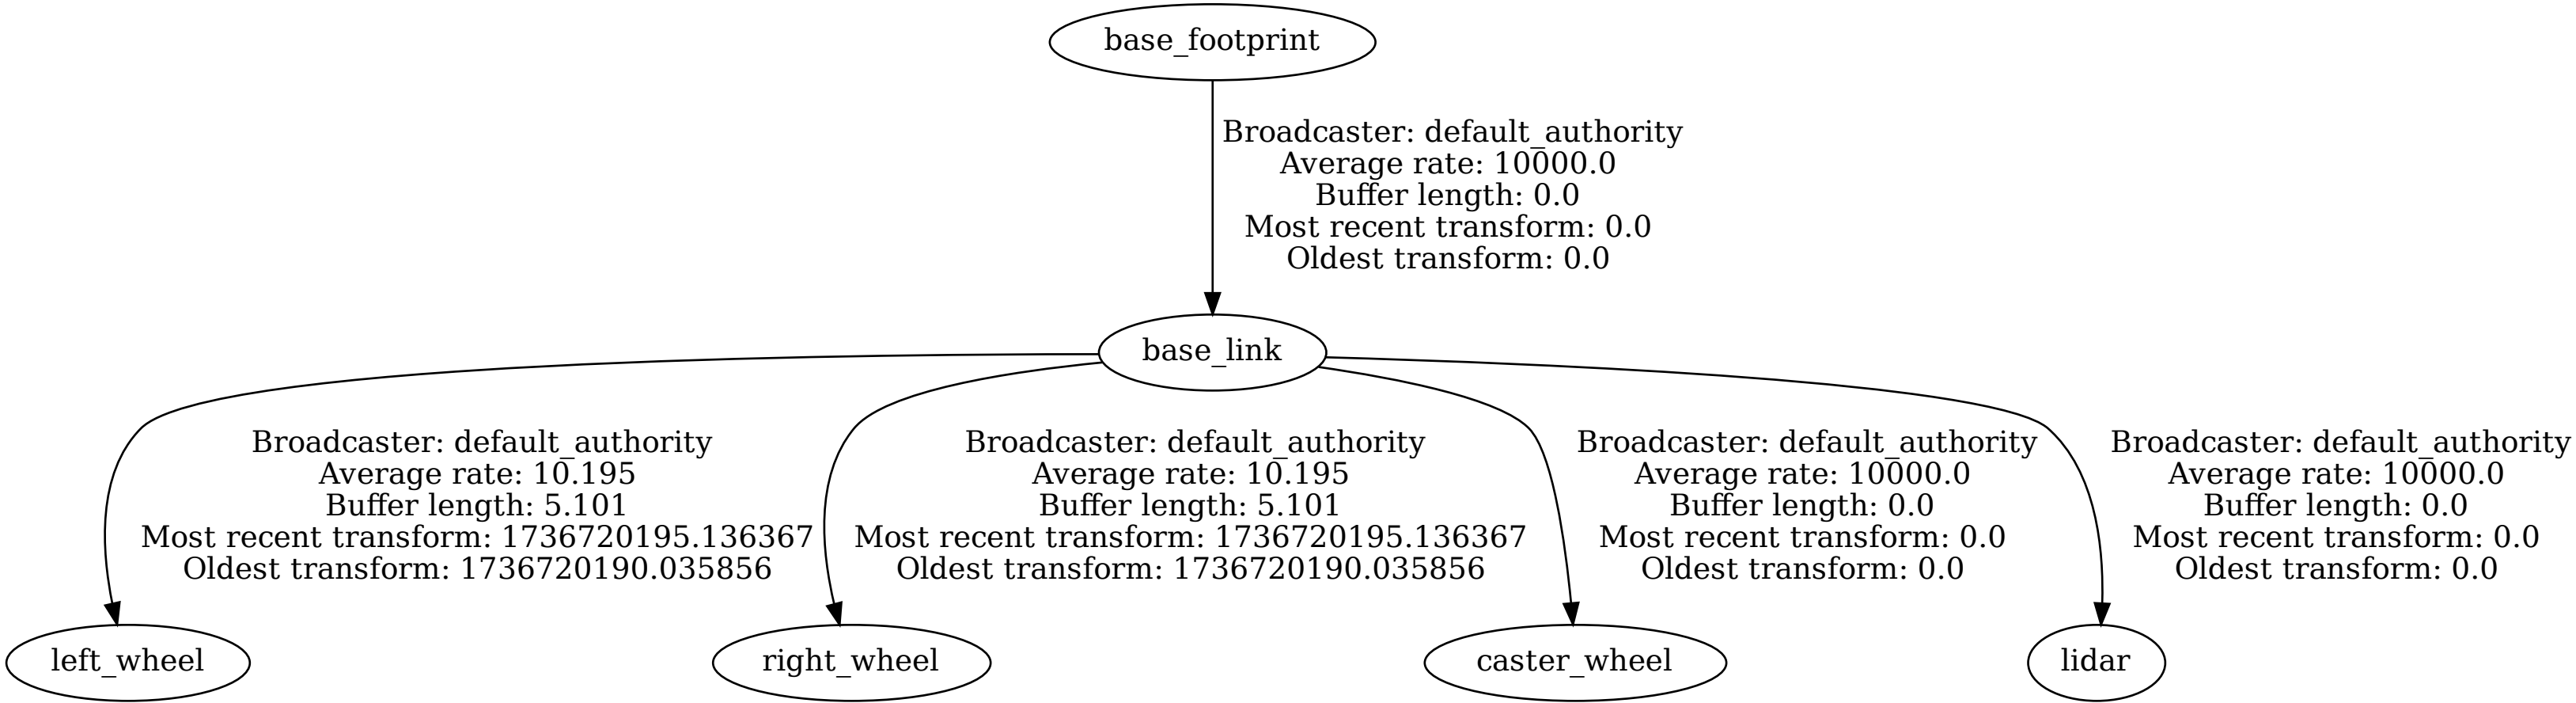 base_footprint
Broadcaster: default_authority
Average rate: 10000.0
Buffer length: 0.0
Most recent transform: 0.0
Oldest transform: 0.0
base_link
Broadcaster: default_authority
Average rate: 10.195
Buffer length: 5.101
Most recent transform: 1736720195.136367
Oldest transform: 1736720190.035856
Broadcaster: default_authority
Average rate: 10.195
Buffer length: 5.101
Most recent transform: 1736720195.136367
Oldest transform: 1736720190.035856
Broadcaster: default_authority
Average rate: 10000.0
Buffer length: 0.0
Most recent transform: 0.0
Oldest transform: 0.0
Broadcaster: default_authority
Average rate: 10000.0
Buffer length: 0.0
Most recent transform: 0.0
Oldest transform: 0.0
left_wheel
right_wheel
caster_wheel
lidar